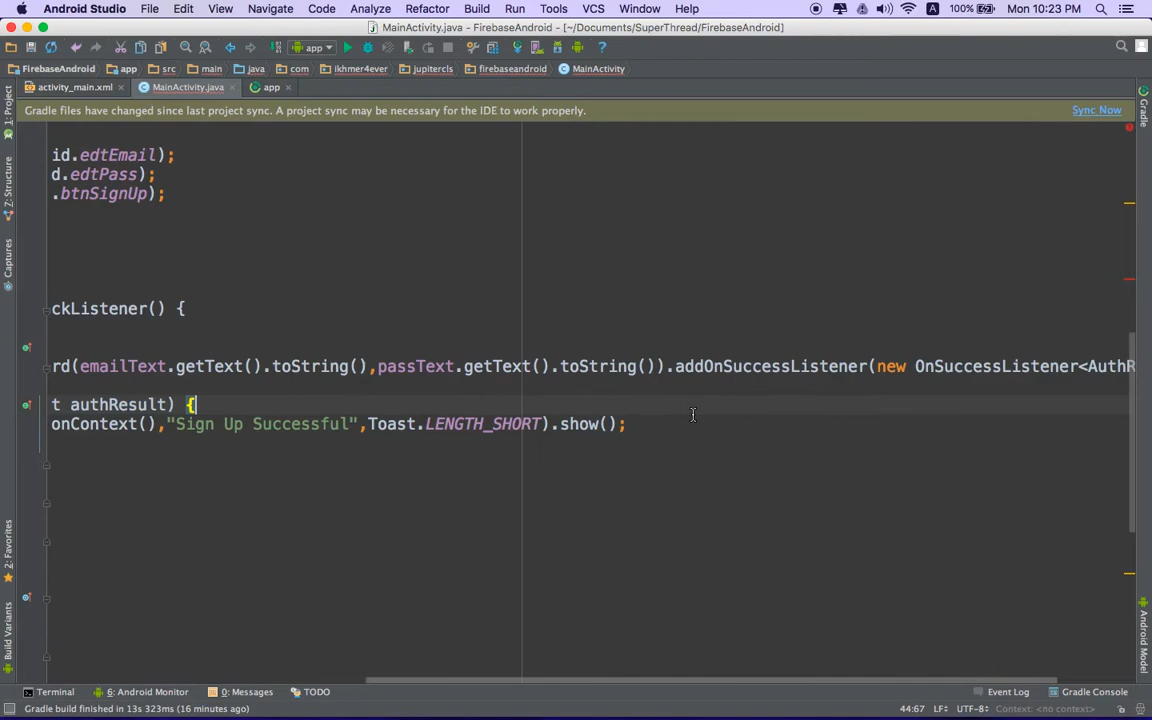 Android Studio File Edit View Navigate Code Analyze Refactor Build Run Tools VCS Window Help A 100% Mon 10:23 PM
MainActivity.java - FirebaseAndroid - [~/Documents/SuperThread/FirebaseAndroid]
app
FirebaseAndroid app src main java com ikhmer4ever jupitercls firebaseandroid MainActivity
activity_main.xml MainActivity.java app
Gradle files have changed since last project sync. A project sync may be necessary for the IDE to work properly. Sync Now
1: Project
Z: Structure
Captures
2: Favorites
Build Variants
id.edtEmail);
d.edtPass);
.btnSignUp);
ckListener() {
rd(emailText.getText().toString(),passText.getText().toString()).addOnSuccessListener(new OnSuccessListener<AuthR
t authResult) {
onContext(),"Sign Up Successful",Toast.LENGTH_SHORT).show();
Gradle
Android Model
Terminal 6: Android Monitor 0: Messages TODO Event Log Gradle Console
Gradle build finished in 13s 323ms (16 minutes ago) 44:67 LF÷ UTF-8÷ Context: <no context>